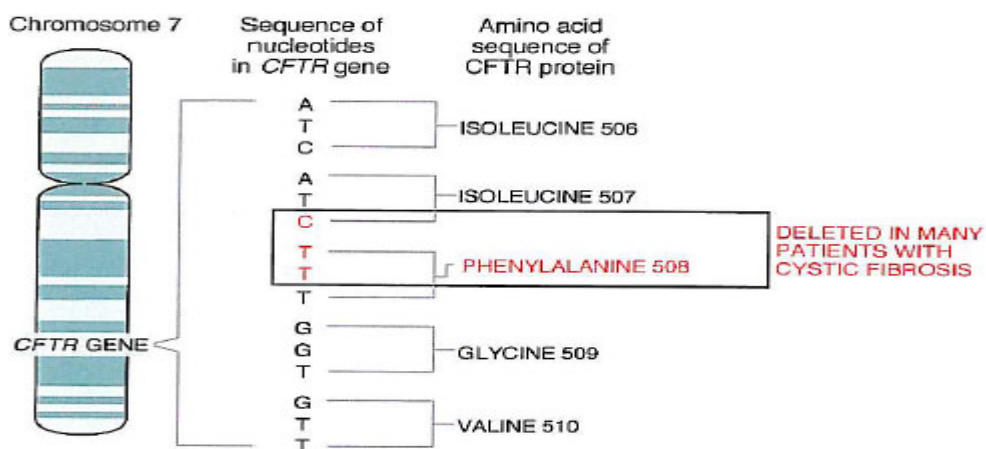 Chromosome 7
Sequence of
nucleotides
in CFTR gene
Amino acid
sequence of
CFTR protein
A
T
C
ISOLEUCINE 506
A
T
C
ISOLEUCINE 507
T
T
T
PHENYLALANINE 508
DELETED IN MANY
PATIENTS WITH
CYSTIC FIBROSIS
G
G
T
GLYCINE 509
G
T
T
VALINE 510
CFTR GENE